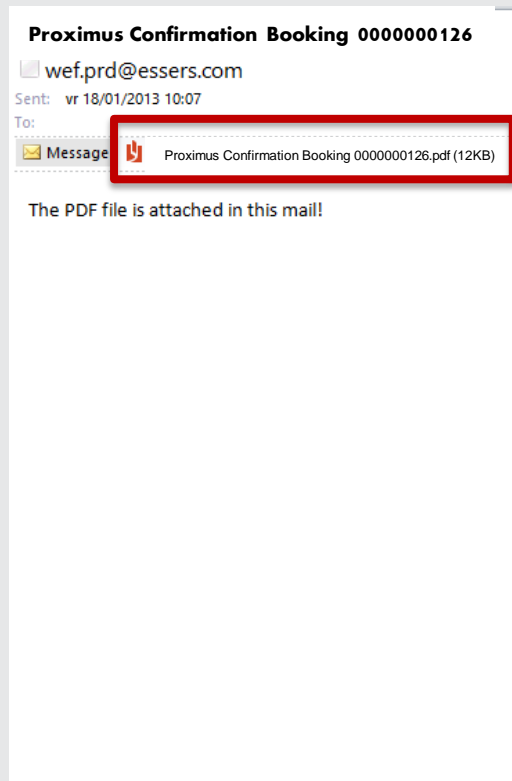 Proximus Confirmation Booking 0000000126
wef.prd@essers.com
Sent: vr 18/01/2013 10:07
To:
Message Proximus Confirmation Booking 0000000126.pdf (12KB)
The PDF file is attached in this mail!